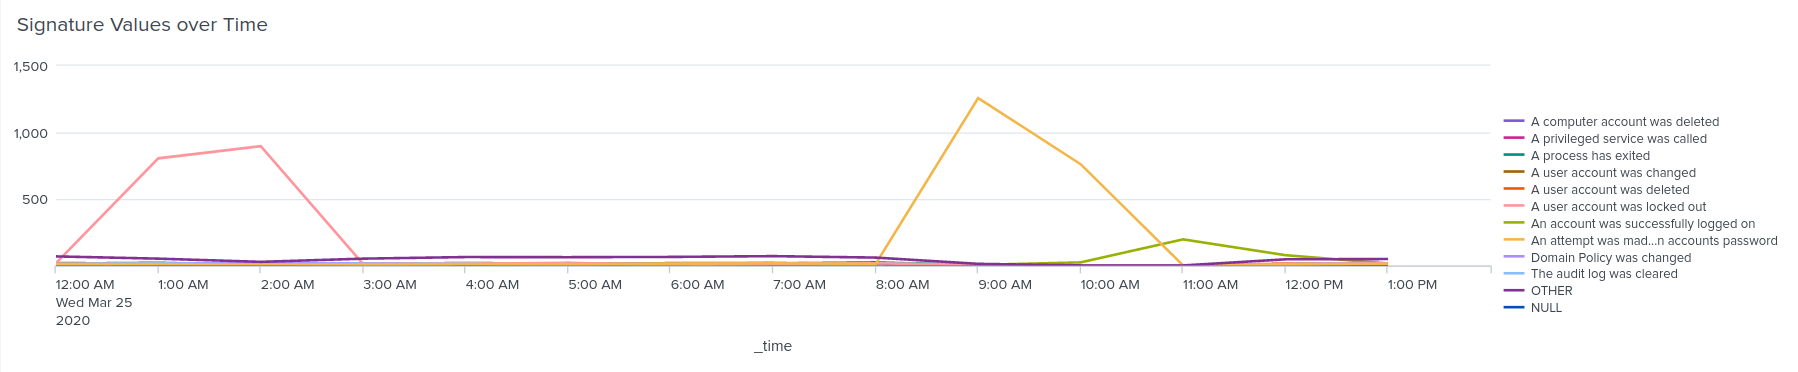 Signature Values over Time
1,500
1,000
500
12:00 AM
Wed Mar 25
2020
1:00 AM
2:00 AM
3:00 AM
4:00 AM
5:00 AM
6:00 AM
7:00 AM
8:00 AM
9:00 AM
10:00 AM
11:00 AM
12:00 PM
1:00 PM
_time
A computer account was deleted
A privileged service was called
A process has exited
A user account was changed
A user account was deleted
A user account was locked out
An account was successfully logged on
An attempt was mad...n accounts password
Domain Policy was changed
The audit log was cleared
OTHER
NULL